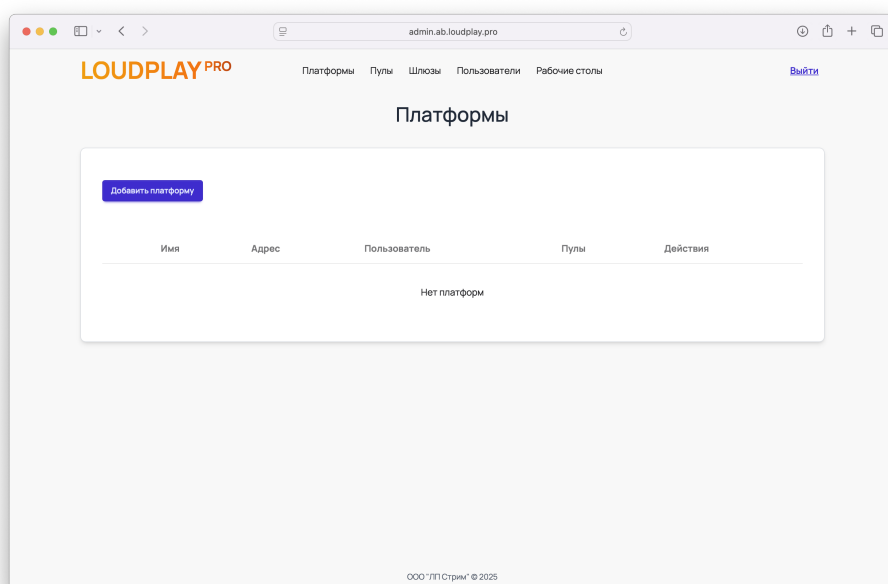 admin.ab.loudplay.pro
LOUDPLAY PRO
Платформы Пулы Шлюзы Пользователи Рабочие столы
Выйти
Платформы
Добавить платформу
Имя Адрес Пользователь Пулы Действия
Нет платформ
ООО "ЛП Стрим" © 2025